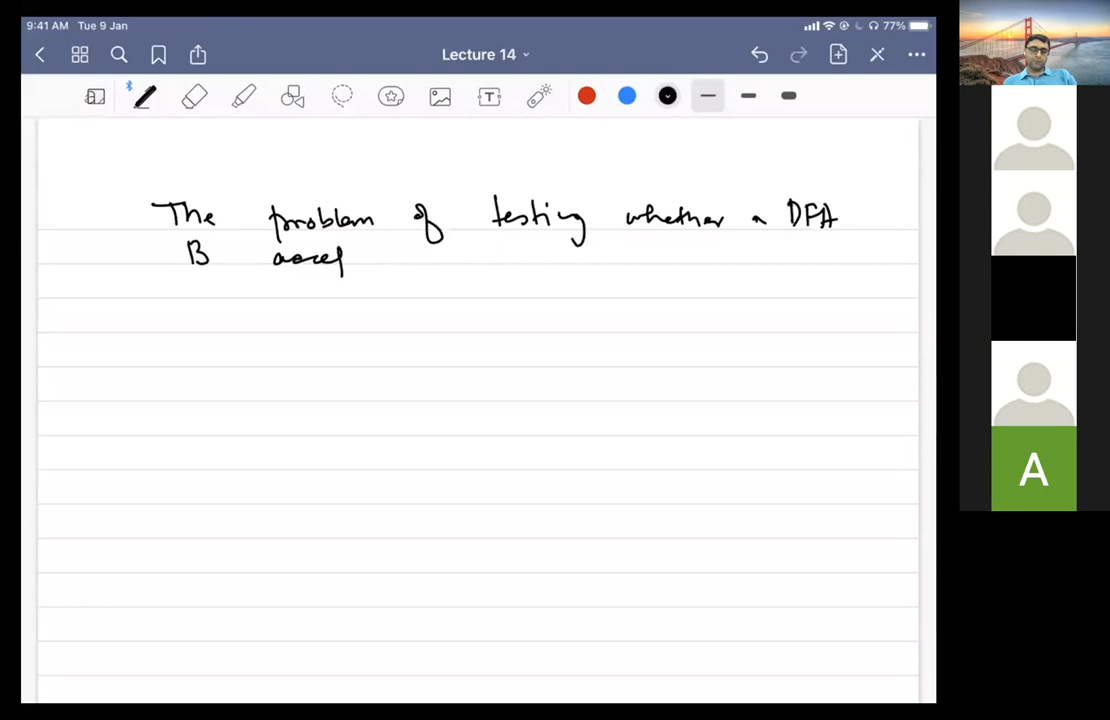 9:41 AM Tue 9 Jan
77%
Lecture 14
T
The problem of testing whether a DFA
B accep
A